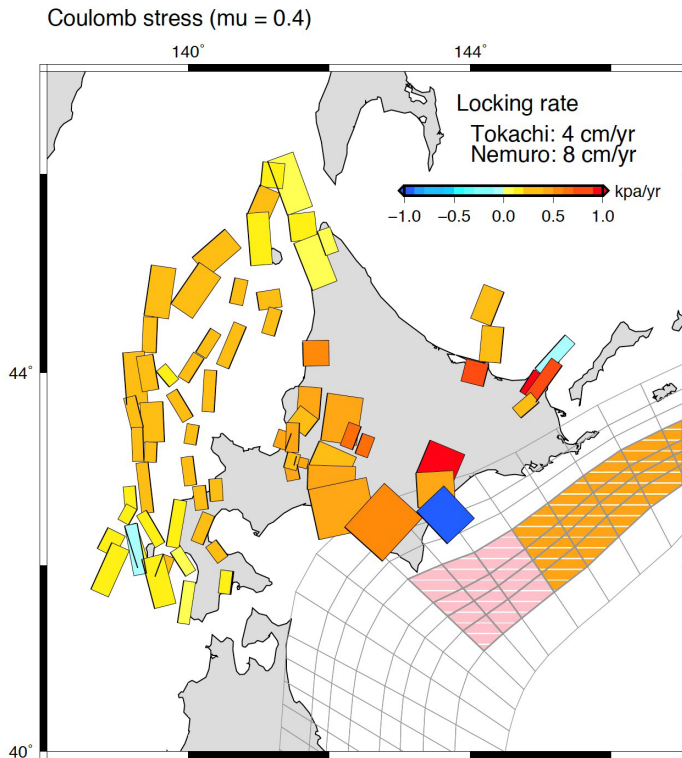 Coulomb stress (mu = 0.4)
140°
144°
Locking rate
Tokachi: 4 cm/yr
Nemuro: 8 cm/yr
kpa/yr
−1.0 −0.5 0.0 0.5 1.0
44°
40°